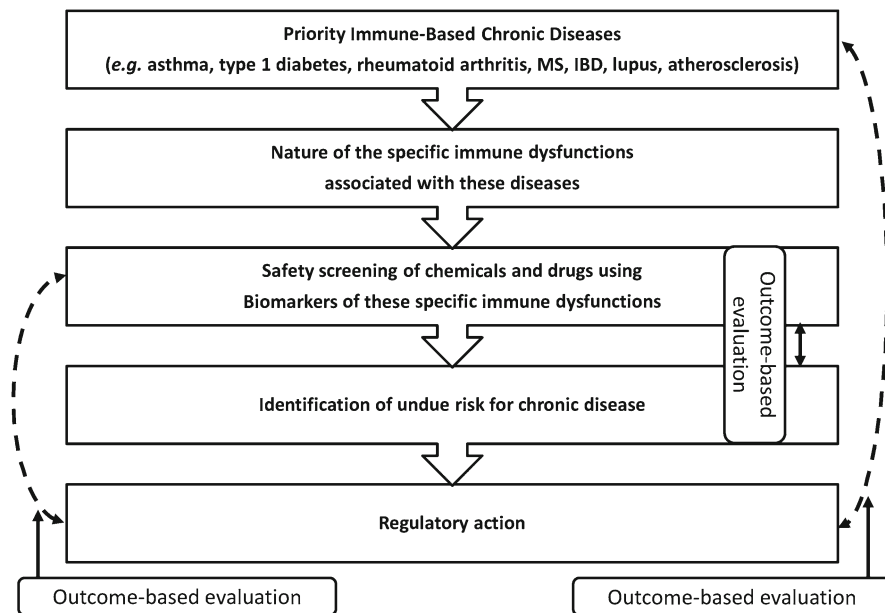 Priority Immune-Based Chronic Diseases
(e.g. asthma, type 1 diabetes, rheumatoid arthritis, MS, IBD, lupus, atherosclerosis)
Nature of the specific immune dysfunctions
associated with these diseases
Safety screening of chemicals and drugs using
Biomarkers of these specific immune dysfunctions
Outcome-based
evaluation
Identification of undue risk for chronic disease
Regulatory action
Outcome-based evaluation
Outcome-based evaluation